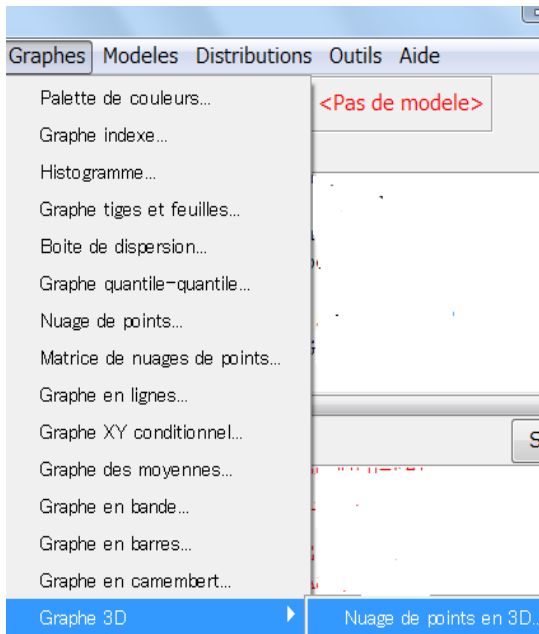 Graphes Modeles Distributions Outils Aide
<Pas de modele>
Palette de couleurs...
Graphe indexe...
Histogramme...
Graphe tiges et feuilles...
Boite de dispersion...
Graphe quantile-quantile...
Nuage de points...
Matrice de nuages de points...
Graphe en lignes...
Graphe XY conditionnel...
S
Graphe des moyennes...
Graphe en bande...
Graphe en barres...
Graphe en camembert...
Graphe 3D
Nuage de points en 3D..